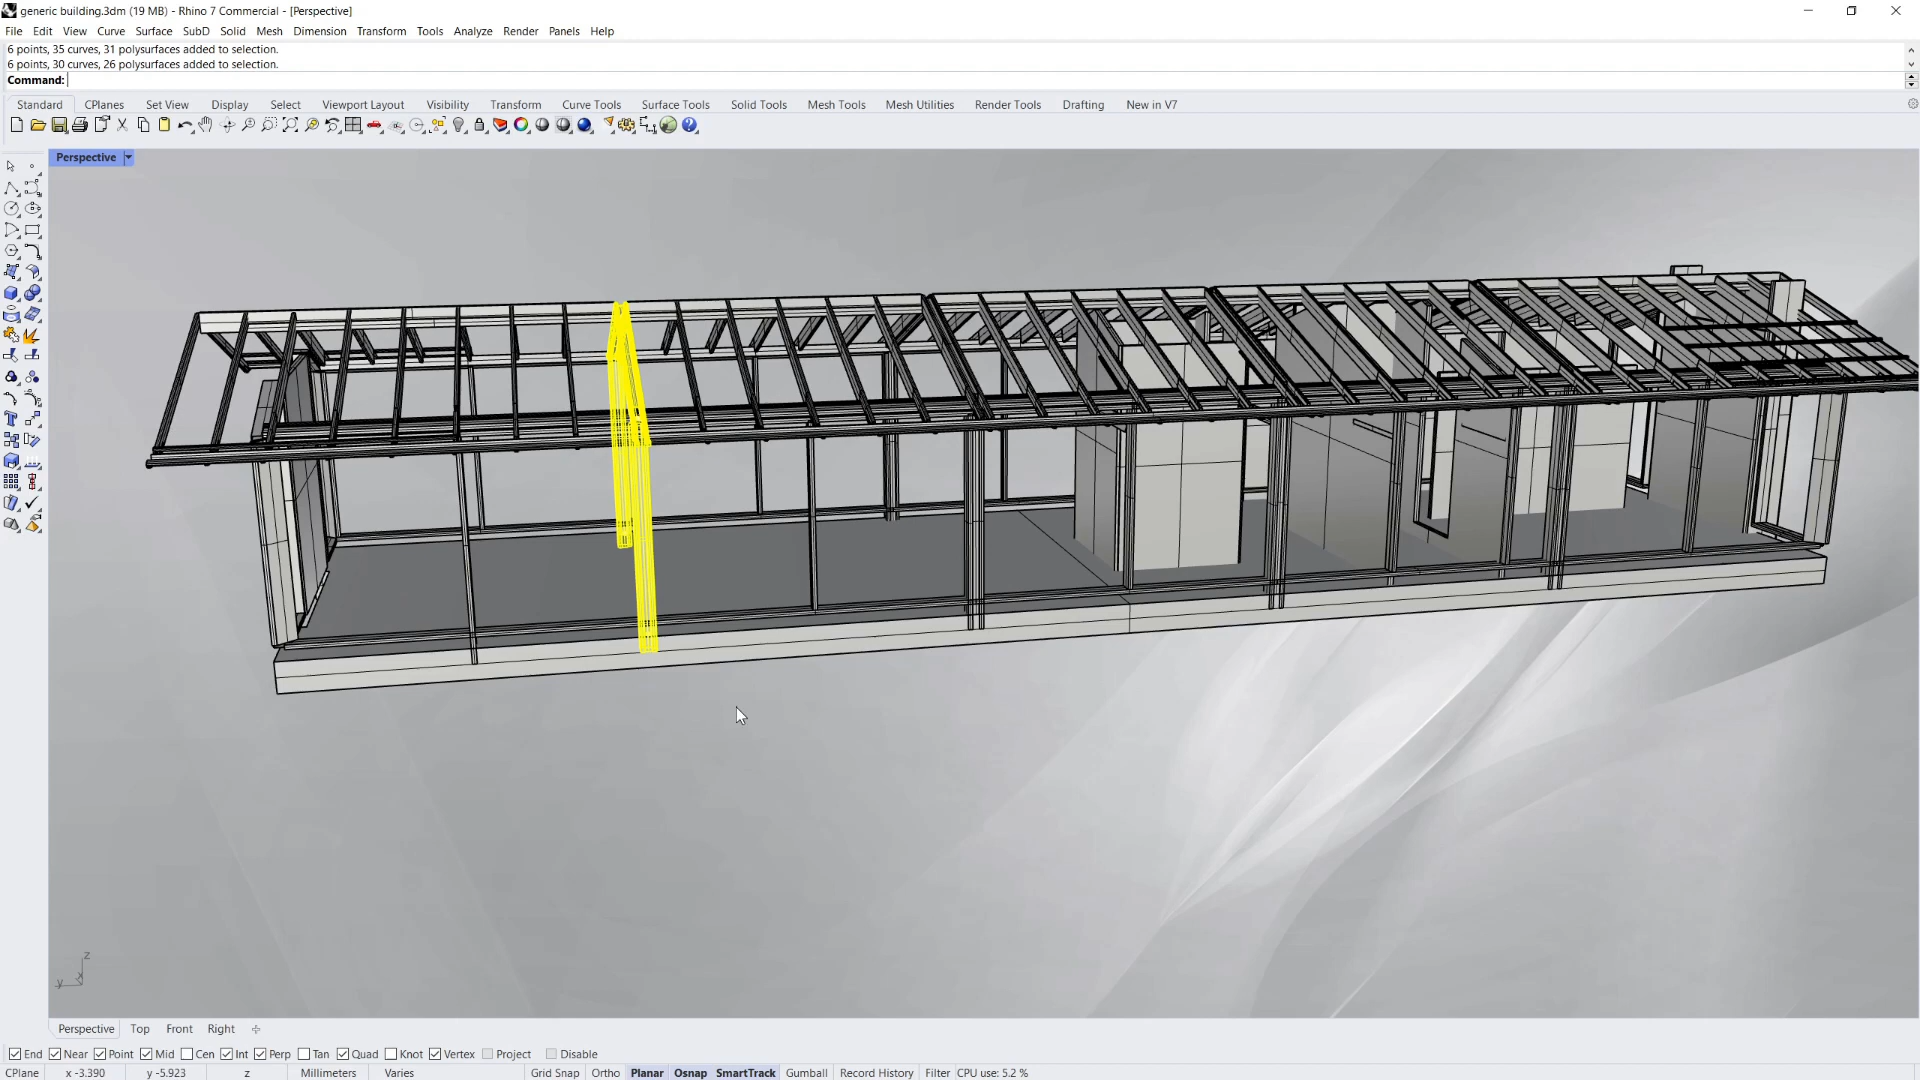 generic building.3dm (19 MB) - Rhino 7 Commercial - [Perspective]
File Edit View Curve Surface SubD Solid Mesh Dimension Transform Tools Analyze Render Panels Help
6 points, 35 curves, 31 polysurfaces added to selection.
6 points, 30 curves, 26 polysurfaces added to selection.
Command:
Standard CPlanes Set View Display Select Viewport Layout Visibility Transform Curve Tools Surface Tools Solid Tools Mesh Tools Mesh Utilities Render Tools Drafting New in V7
Perspective
z
y x
Perspective Top Front Right
End Near Point Mid Cen Int Perp Tan Quad Knot Vertex Project Disable
CPlane x -3.390 y -5.923 z Millimeters Varies Grid Snap Ortho Planar Osnap SmartTrack Gumball Record History Filter CPU use: 5.2 %